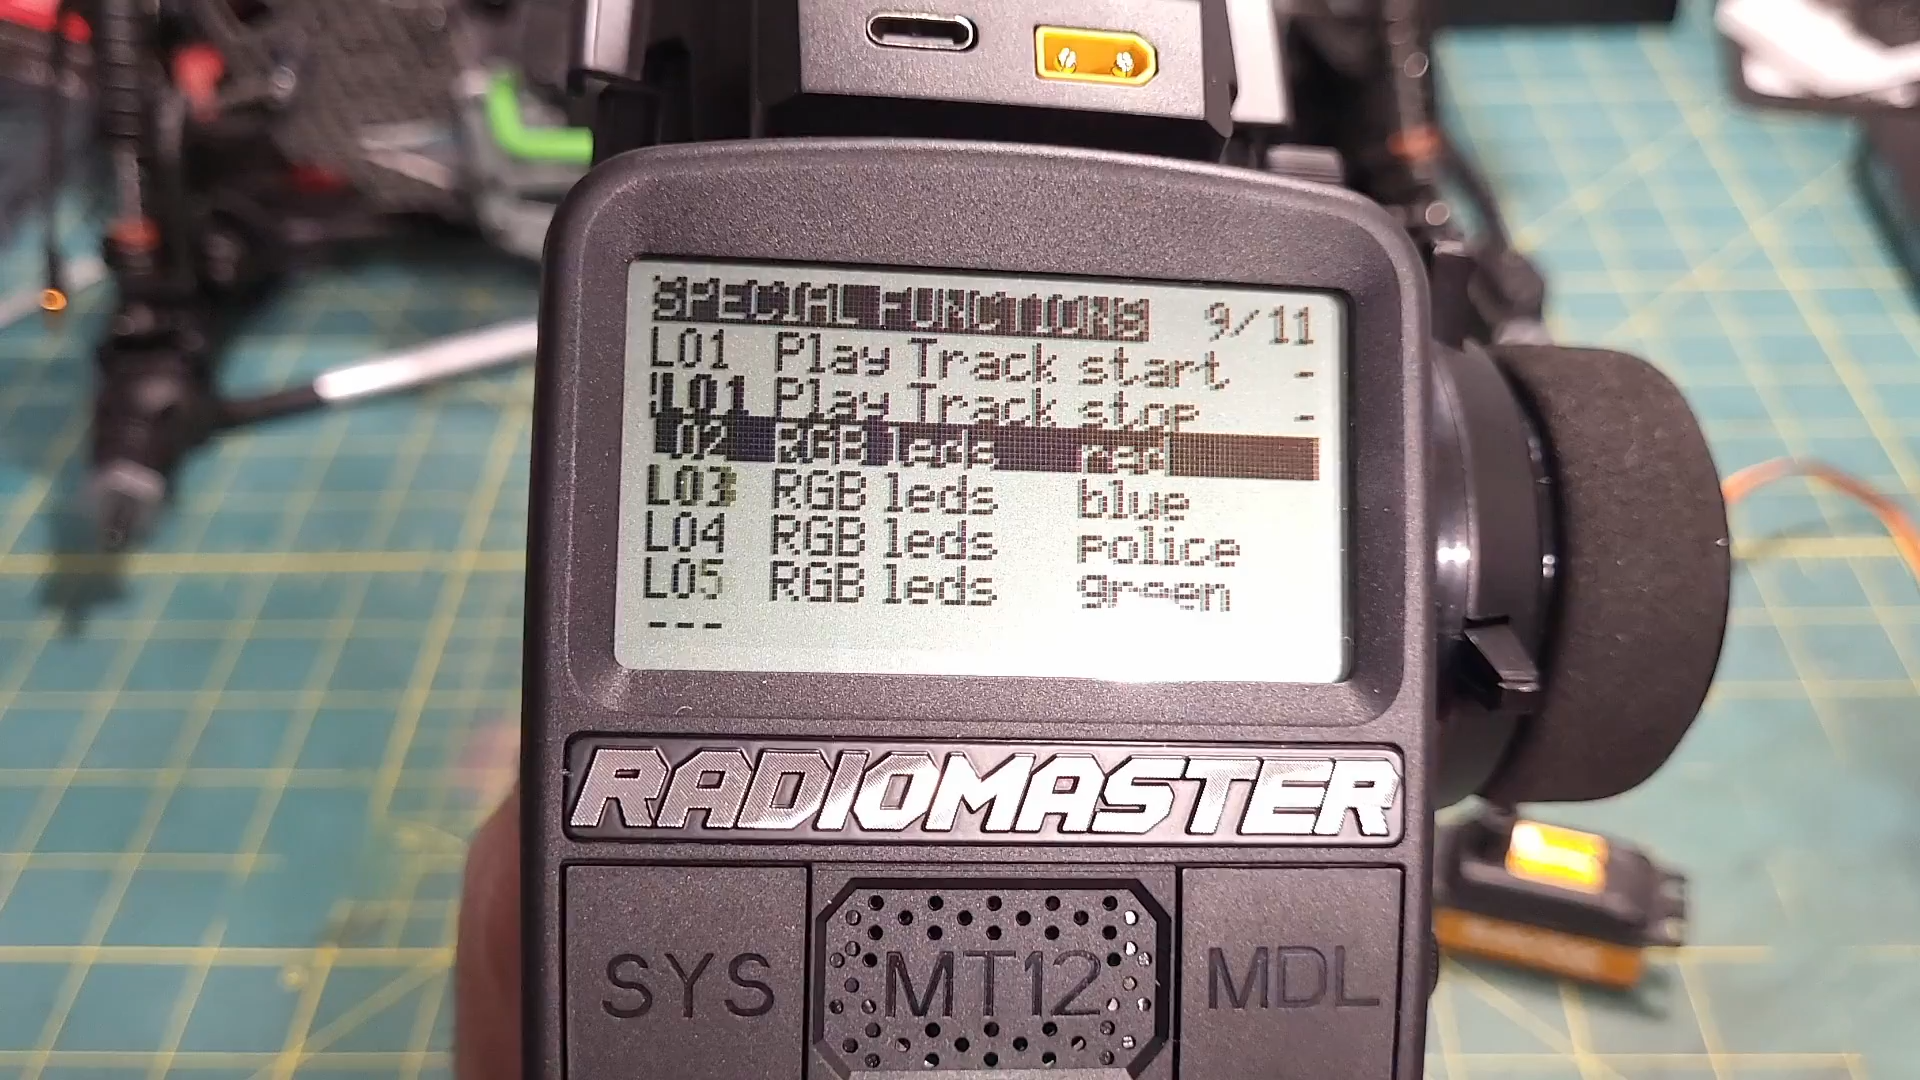 SPECIAL FUNCTIONS 9/11
L01 Play Track start -
!L01 Play Track stop -
L02 RGB leds red
L03 RGB leds blue
L04 RGB leds police
L05 RGB leds green
---
RADIOMASTER
SYS MT12 MDL